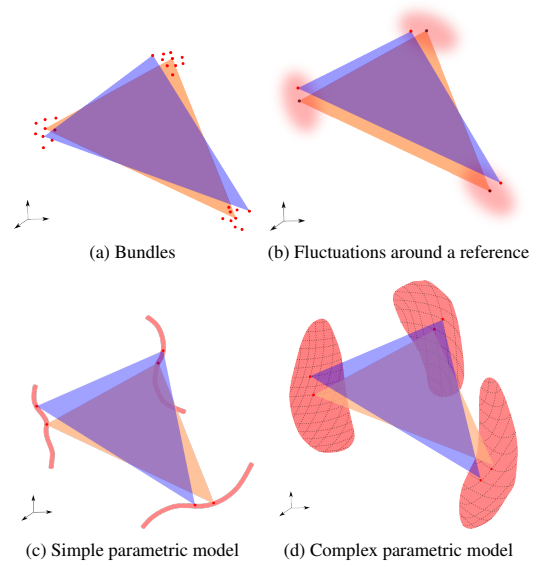 (a) Bundles
(b) Fluctuations around a reference
(c) Simple parametric model
(d) Complex parametric model